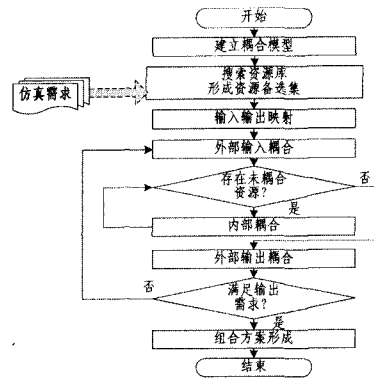 开始
建立耦合模型
搜索资源库
形成资源备选集
仿真需求
输入输出映射
外部输入耦合
存在未耦合
资源?
否
是
内部耦合
外部输出耦合
否
满足输出
需求?
是
组合方案形成
结束